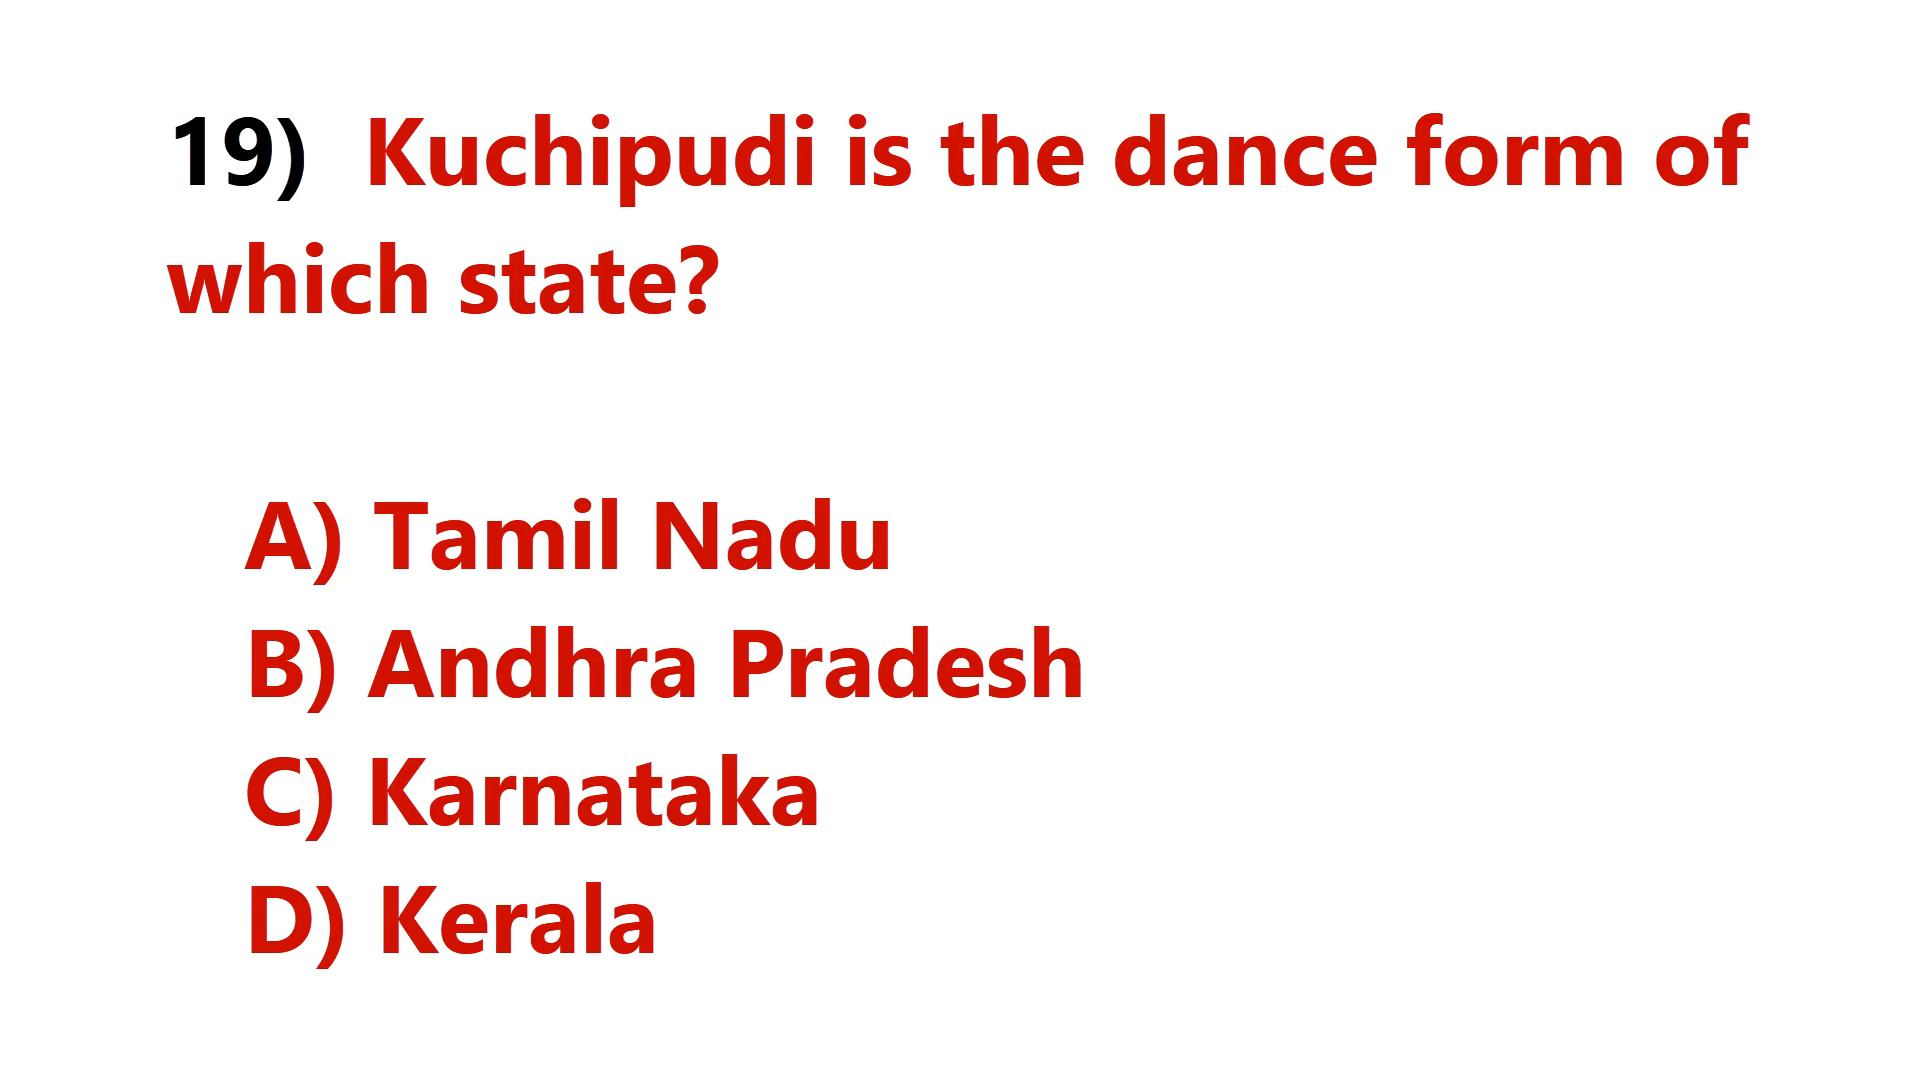 19)  Kuchipudi is the dance form of
which state?
A) Tamil Nadu
B) Andhra Pradesh
C) Karnataka
D) Kerala